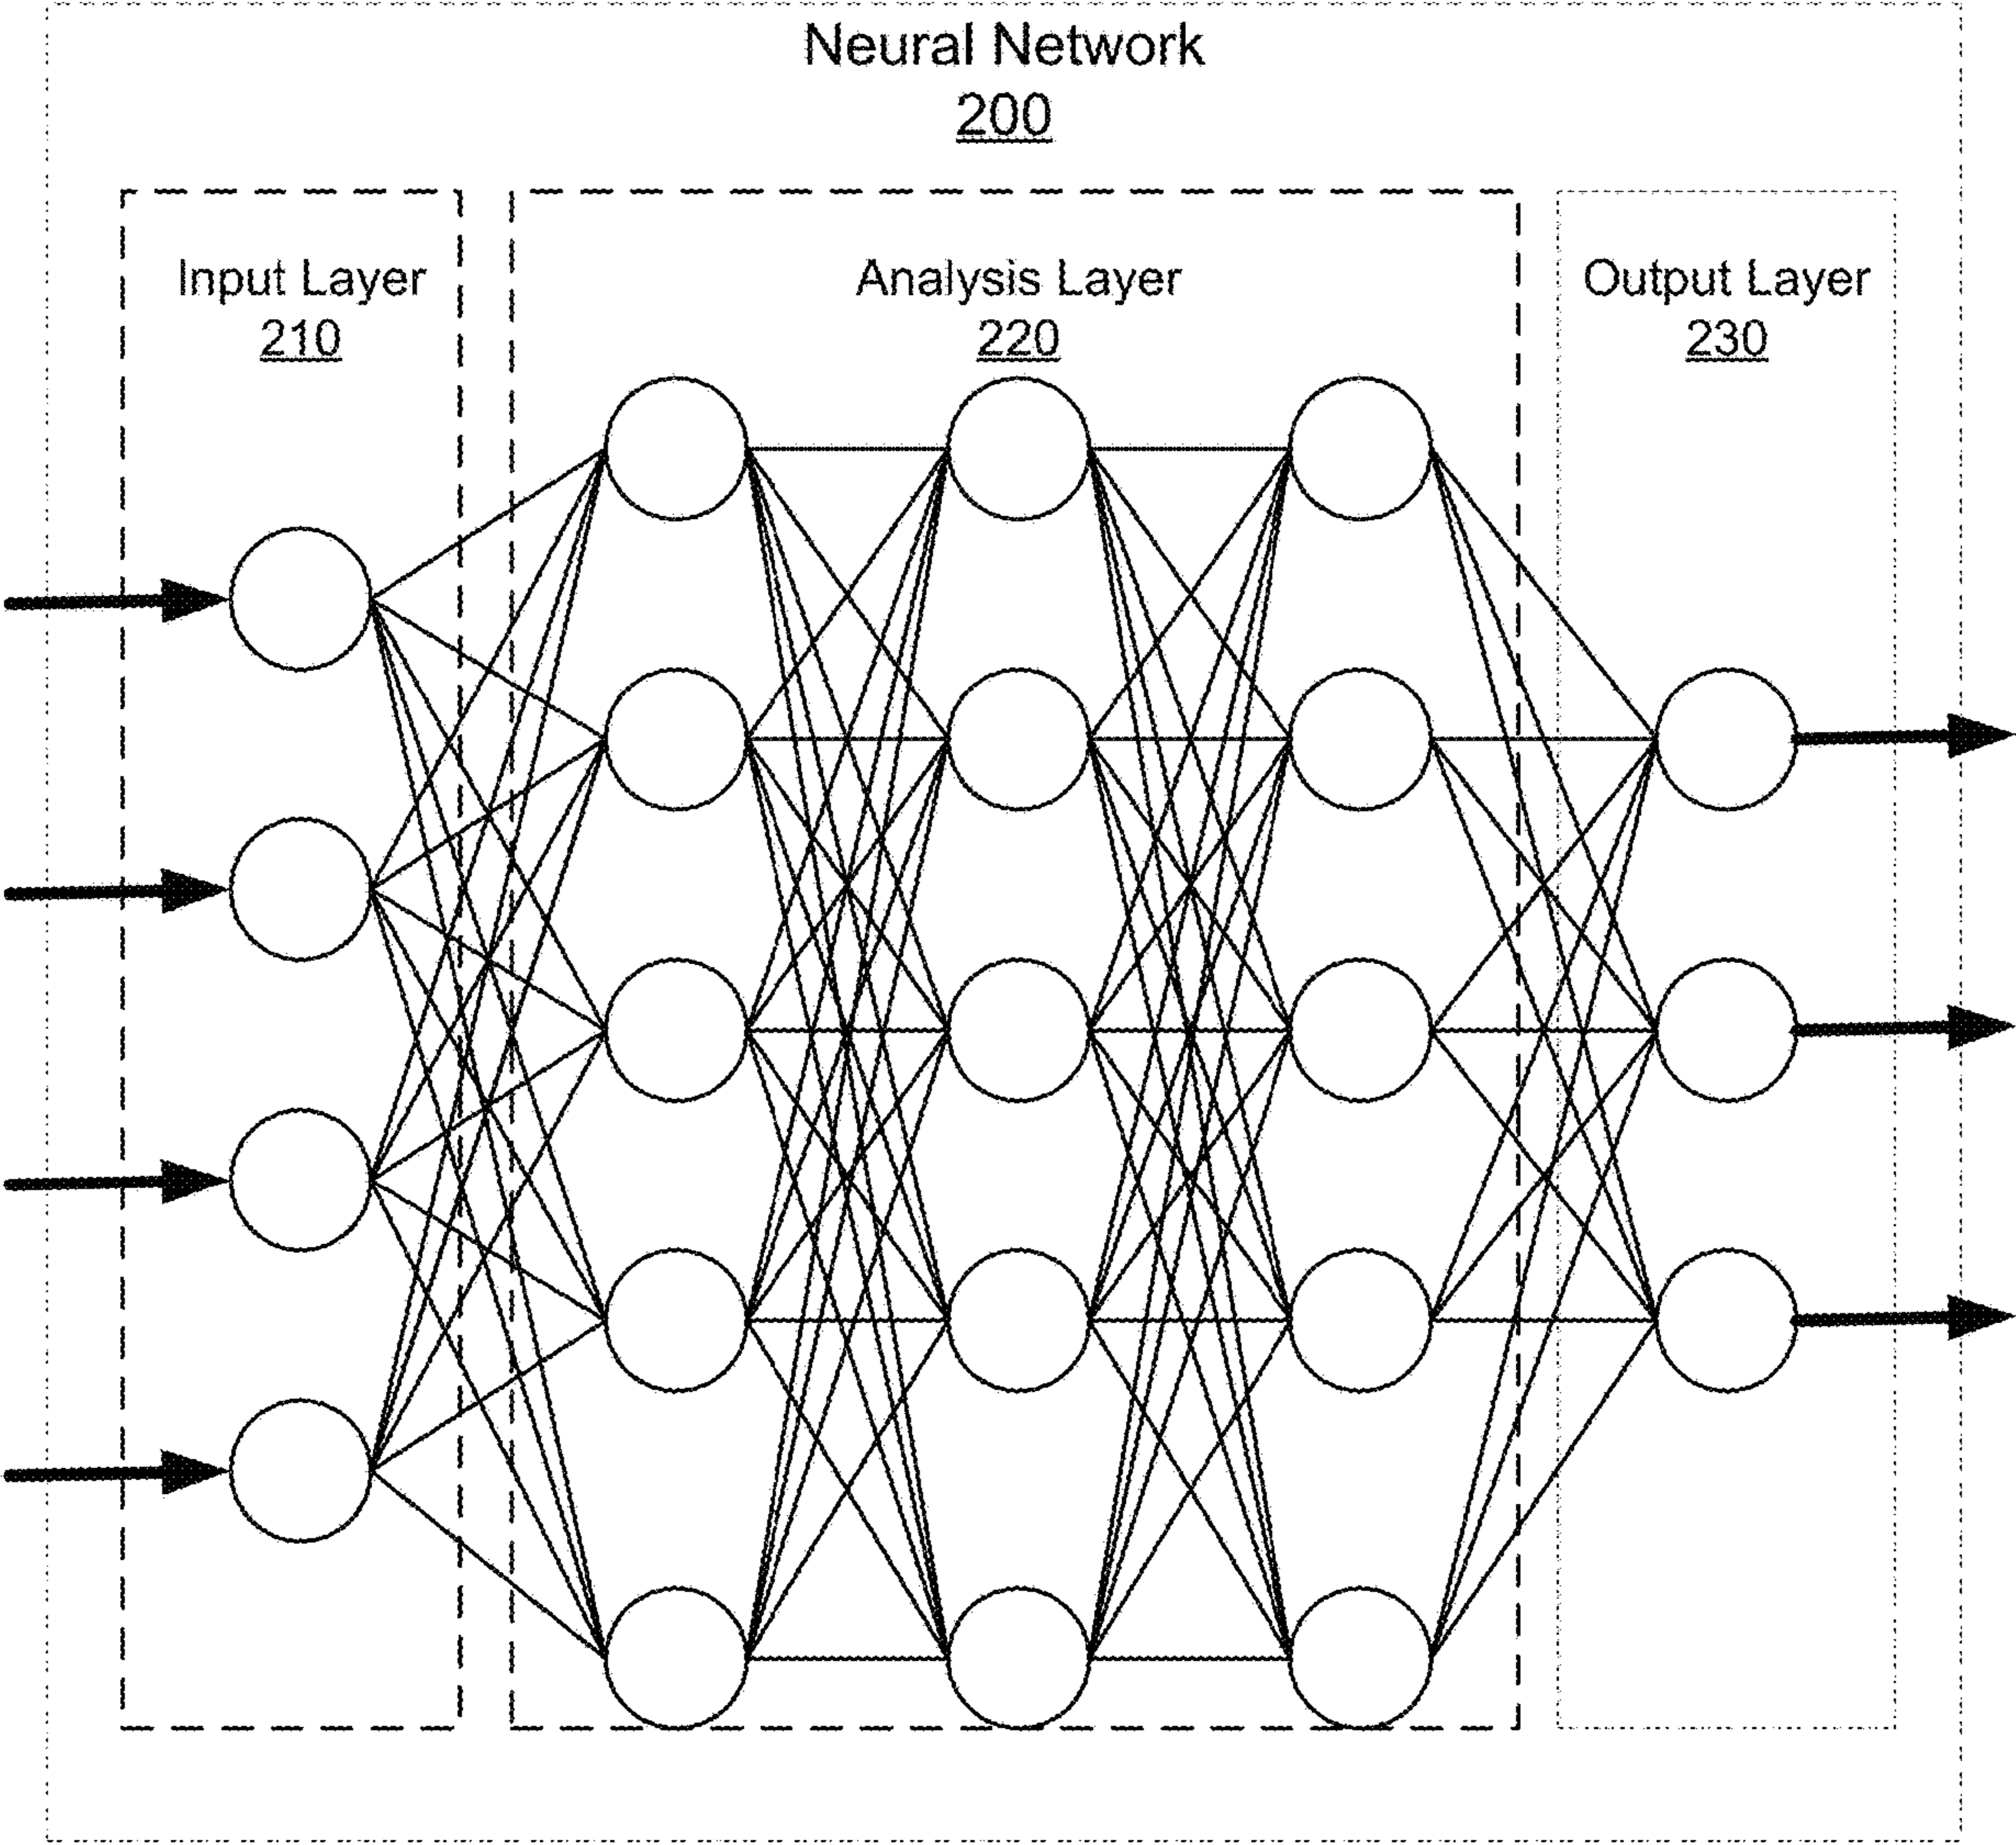 Neural Network
200
Input Layer
210
Analysis Layer
220
Output Layer
230